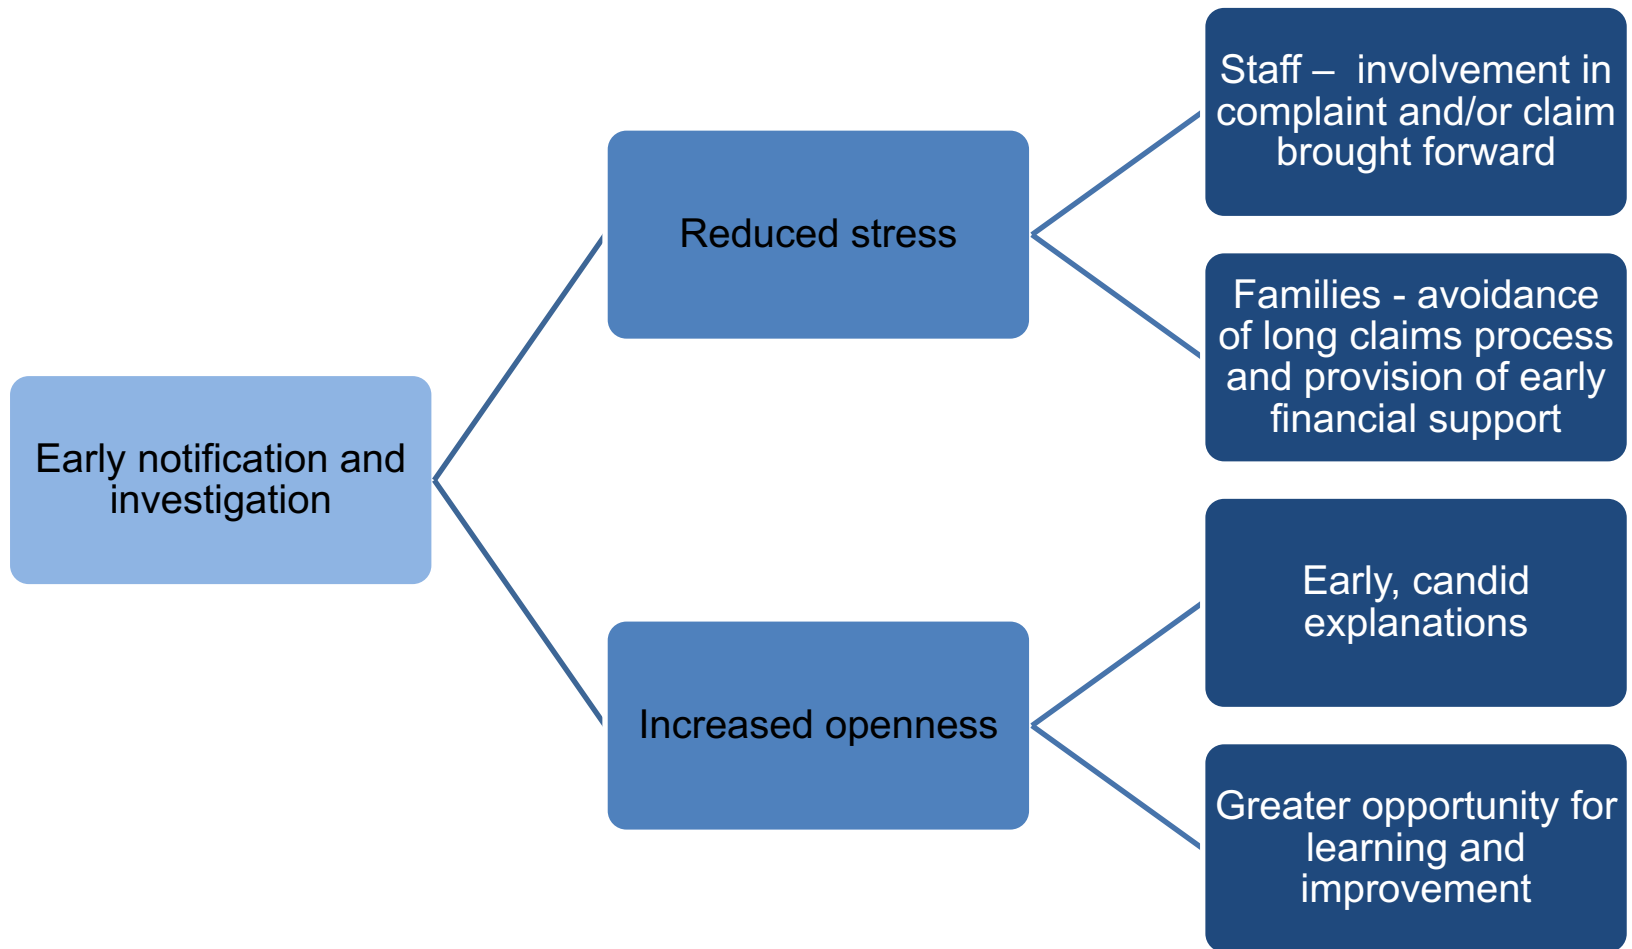 Staff –  involvement in
complaint and/or claim
brought forward
Reduced stress
Families - avoidance
of long claims process
and provision of early
financial support
Early notification and
investigation
Early, candid
explanations
Increased openness
Greater opportunity for
learning and
improvement